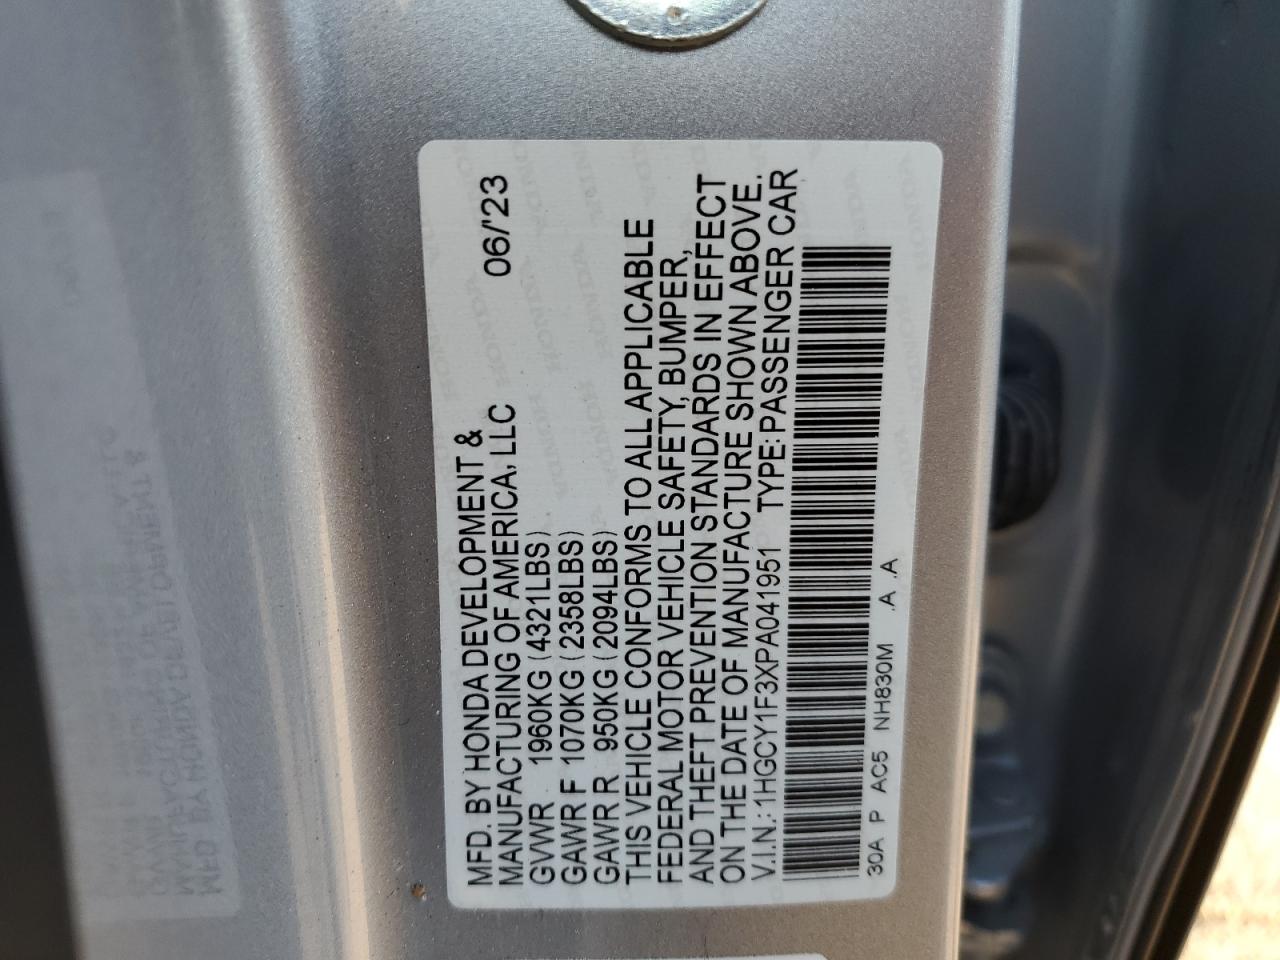 MFD. BY HONDA DEVELOPMENT &
MANUFACTURING OF AMERICA, LLC 06/'23
GVWR 1960KG (4321LBS)
GAWR F 1070KG (2358LBS)
GAWR R 950KG (2094LBS)
THIS VEHICLE CONFORMS TO ALL APPLICABLE
FEDERAL MOTOR VEHICLE SAFETY, BUMPER,
AND THEFT PREVENTION STANDARDS IN EFFECT
ON THE DATE OF MANUFACTURE SHOWN ABOVE.
V.I.N.: 1HGCY1F3XPA041951 TYPE: PASSENGER CAR
30A P AC5 NH830M .A .A